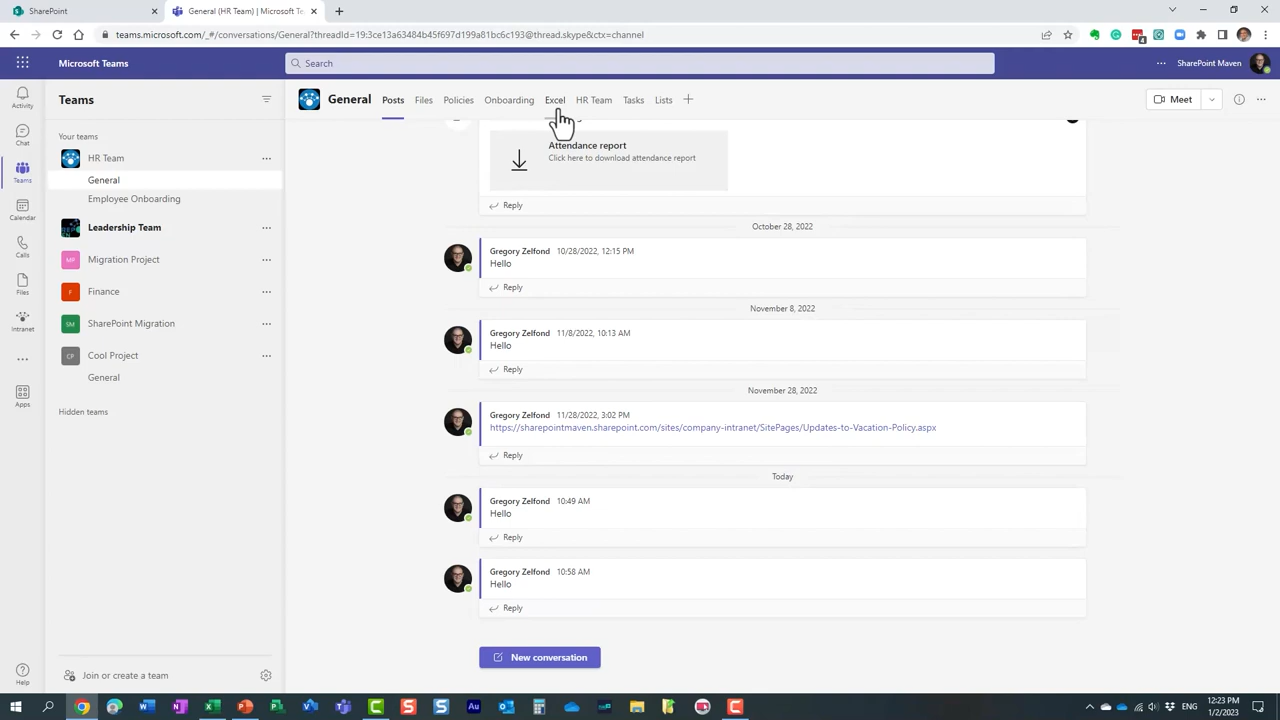 SharePoint
General (HR Team) | Microsoft Te
teams.microsoft.com/_#/conversations/General?threadId=19:3ce13a63484b45f697d199a81bc6c193@thread.skype&ctx=channel
4
Microsoft Teams
Search
SharePoint Maven
Activity
Chat
Teams
Calendar
Calls
Files
Intranet
Apps
Help
Teams
Your teams
HR Team
General
Employee Onboarding
Leadership Team
MP Migration Project
F Finance
SM SharePoint Migration
CP Cool Project
General
Hidden teams
Join or create a team
General
Posts
Files
Policies
Onboarding
Excel
HR Team
Tasks
Lists
Meet
Attendance report
Click here to download attendance report
Reply
October 28, 2022
Gregory Zelfond 10/28/2022, 12:15 PM
Hello
Reply
November 8, 2022
Gregory Zelfond 11/8/2022, 10:13 AM
Hello
Reply
November 28, 2022
Gregory Zelfond 11/28/2022, 3:02 PM
https://sharepointmaven.sharepoint.com/sites/company-intranet/SitePages/Updates-to-Vacation-Policy.aspx
Reply
Today
Gregory Zelfond 10:49 AM
Hello
Reply
Gregory Zelfond 10:58 AM
Hello
Reply
New conversation
ENG
12:23 PM
1/2/2023